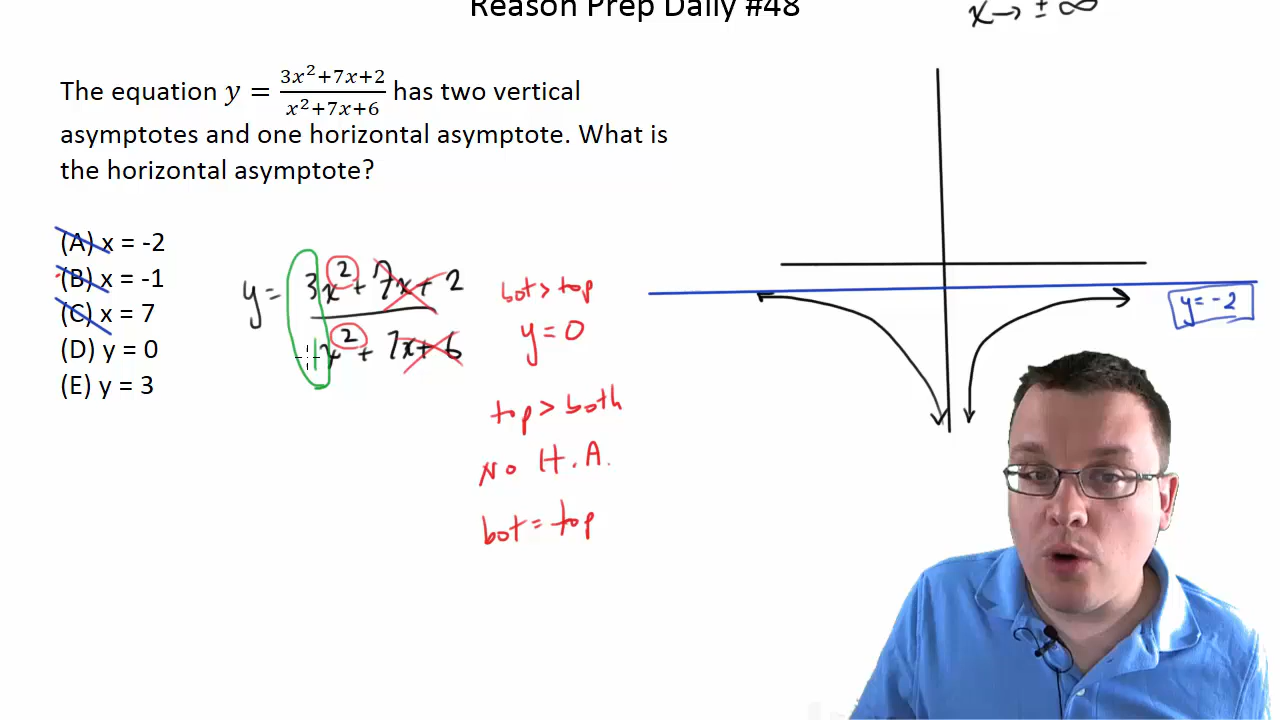 Reason Prep Daily #48
x → ± ∞
The equation y = 3x²+7x+2 / x²+7x+6 has two vertical
asymptotes and one horizontal asymptote. What is
the horizontal asymptote?
(A) x = -2
(B) x = -1
(C) x = 7
(D) y = 0
(E) y = 3
y = 3x² + 7x + 2
1x² + 7x + 6
bot > top
y = 0
top > both
No H.A.
bot = top
y = -2